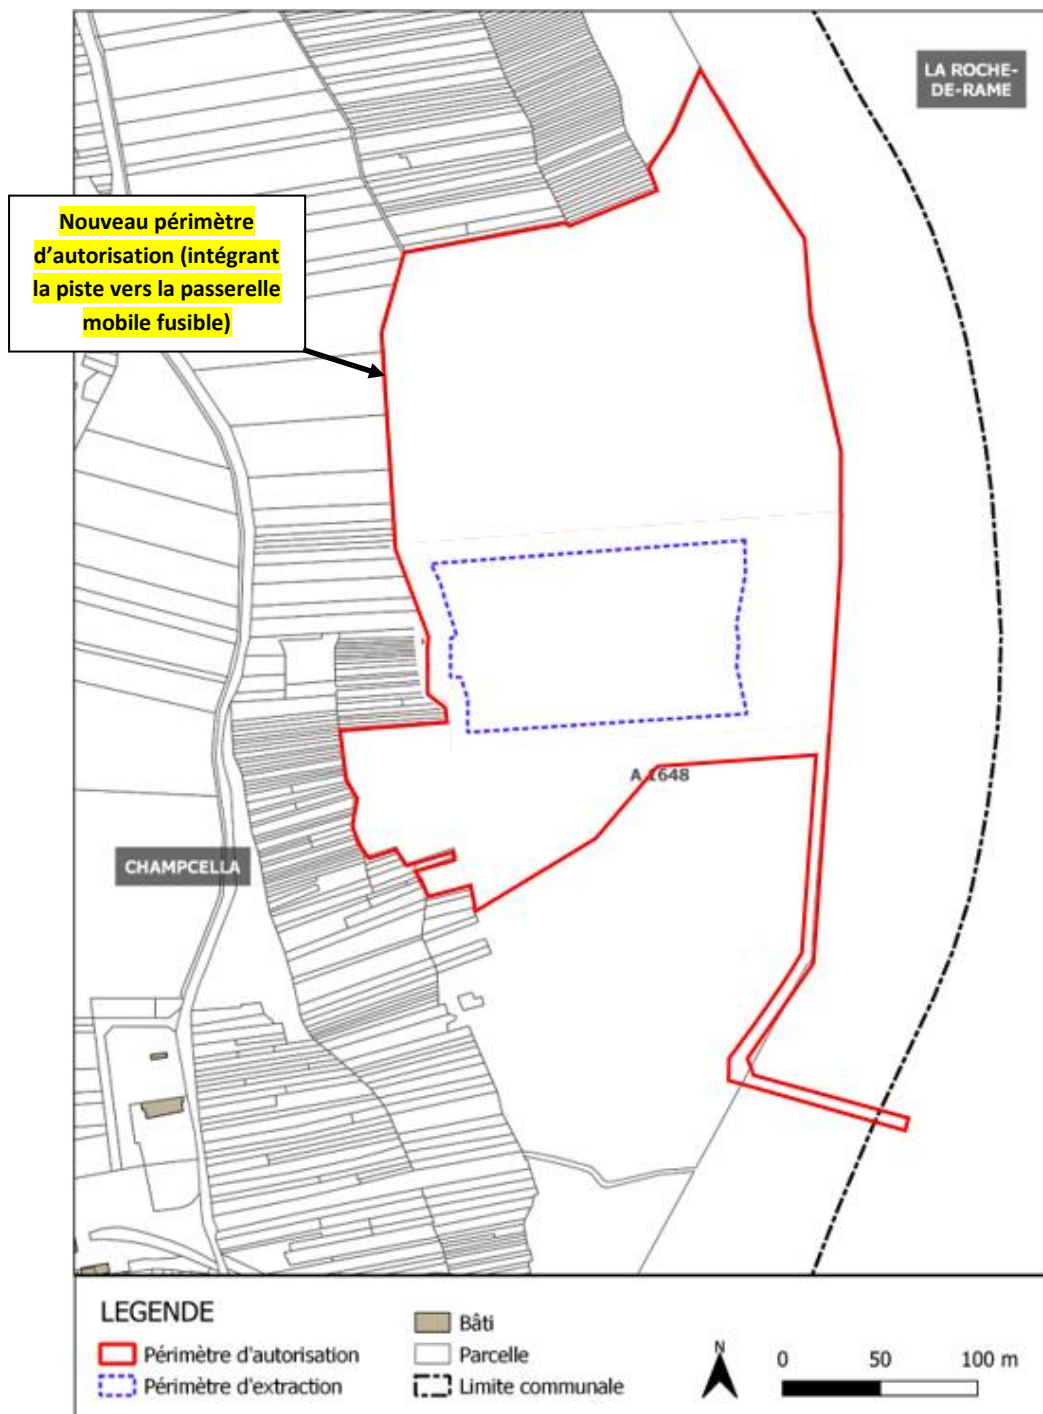 LA ROCHE-
DE-RAME
Nouveau périmètre
d'autorisation (intégrant
la piste vers la passerelle
mobile fusible)
A 1648
CHAMPCELLA
LEGENDE
Périmètre d'autorisation
Périmètre d'extraction
Bâti
Parcelle
Limite communale
N
0 50 100 m